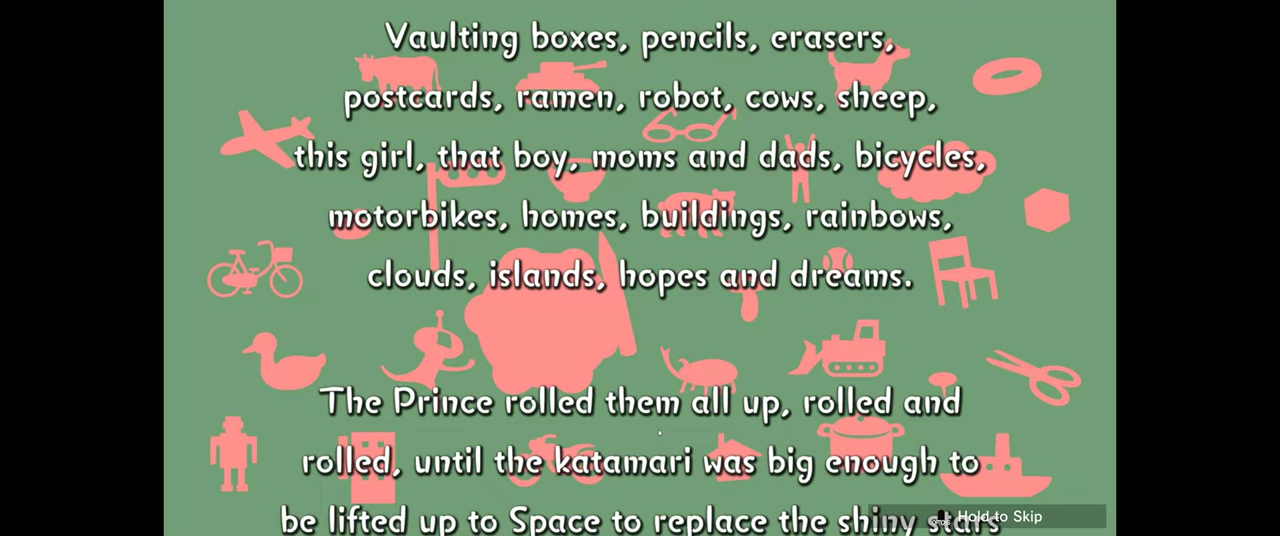 Vaulting boxes, pencils, erasers,
postcards, ramen, robot, cows, sheep,
this girl, that boy, moms and dads, bicycles,
motorbikes, homes, buildings, rainbows,
clouds, islands, hopes and dreams.
The Prince rolled them all up, rolled and
rolled, until the katamari was big enough to
be lifted up to Space to replace the shiny stars
OPTIONS Hold to Skip